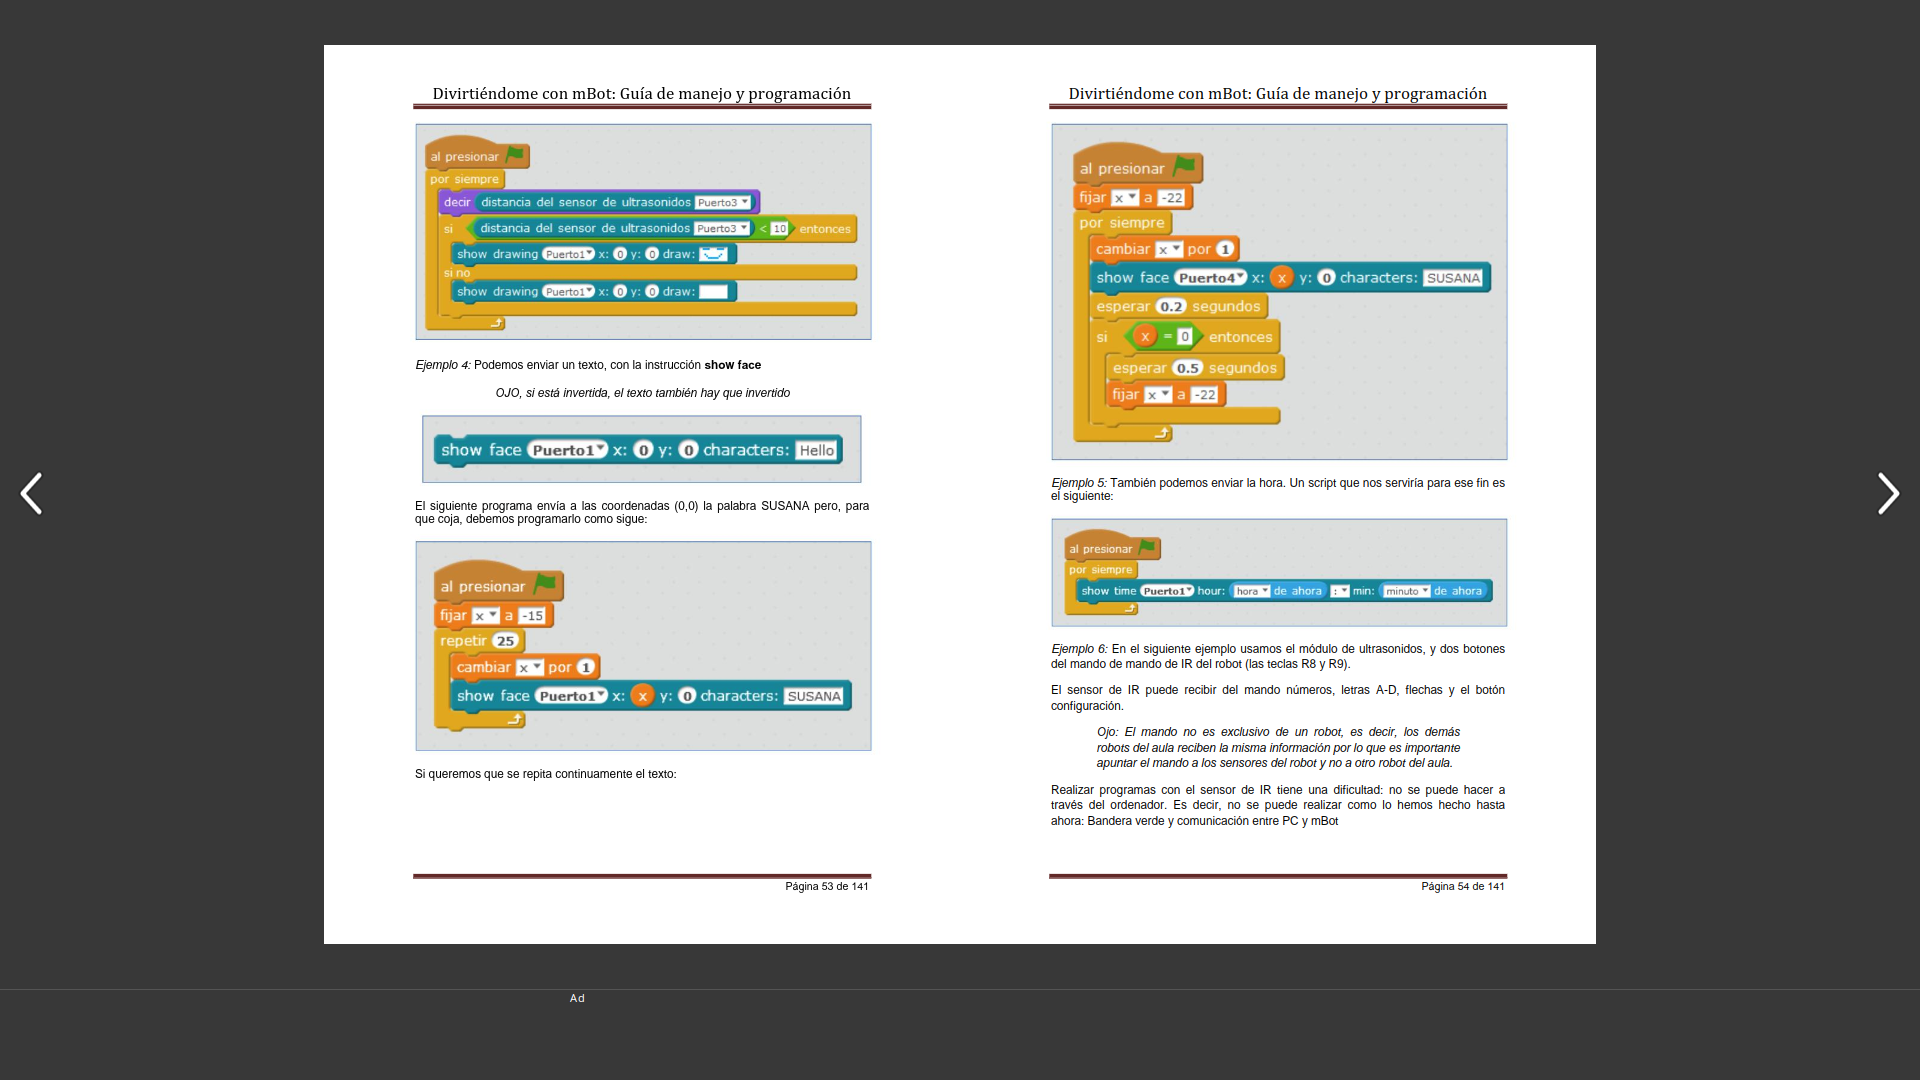 Divirtiéndome con mBot: Guía de manejo y programación
al presionar
por siempre
decir distancia del sensor de ultrasonidos Puerto3
si distancia del sensor de ultrasonidos Puerto3 < 10 entonces
show drawing Puerto1 x: 0 y: 0 draw:
si no
show drawing Puerto1 x: 0 y: 0 draw:
Ejemplo 4: Podemos enviar un texto, con la instrucción show face
OJO, si está invertida, el texto también hay que invertido
show face Puerto1 x: 0 y: 0 characters: Hello
El siguiente programa envía a las coordenadas (0,0) la palabra SUSANA pero, para
que coja, debemos programarlo como sigue:
al presionar
fijar x a -15
repetir 25
cambiar x por 1
show face Puerto1 x: x y: 0 characters: SUSANA
Si queremos que se repita continuamente el texto:
Página 53 de 141
Divirtiéndome con mBot: Guía de manejo y programación
al presionar
fijar x a -22
por siempre
cambiar x por 1
show face Puerto4 x: x y: 0 characters: SUSANA
esperar 0.2 segundos
si x = 0 entonces
esperar 0.5 segundos
fijar x a -22
Ejemplo 5: También podemos enviar la hora. Un script que nos serviría para ese fin es
el siguiente:
al presionar
por siempre
show time Puerto1 hour: hora de ahora : min: minuto de ahora
Ejemplo 6: En el siguiente ejemplo usamos el módulo de ultrasonidos, y dos botones
del mando de mando de IR del robot (las teclas R8 y R9).
El sensor de IR puede recibir del mando números, letras A-D, flechas y el botón
configuración.
Ojo: El mando no es exclusivo de un robot, es decir, los demás
robots del aula reciben la misma información por lo que es importante
apuntar el mando a los sensores del robot y no a otro robot del aula.
Realizar programas con el sensor de IR tiene una dificultad: no se puede hacer a
través del ordenador. Es decir, no se puede realizar como lo hemos hecho hasta
ahora: Bandera verde y comunicación entre PC y mBot
Página 54 de 141
Ad